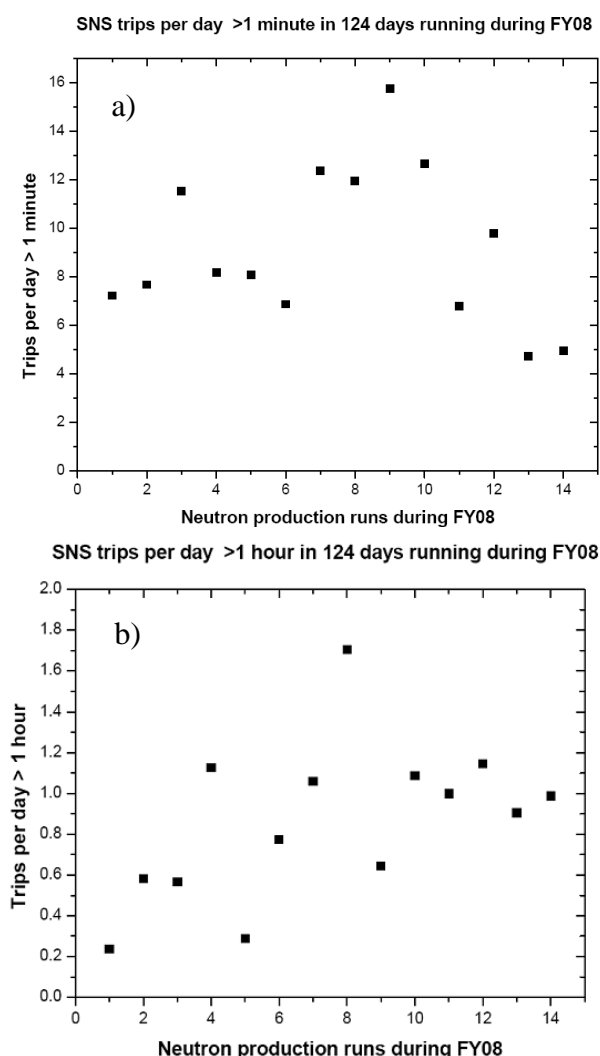 SNS trips per day >1 minute in 124 days running during FY08
16
a)
14
12
10
8
6
4
2
0
Trips per day > 1 minute
0 2 4 6 8 10 12 14
Neutron production runs during FY08
SNS trips per day >1 hour in 124 days running during FY08
2.0
b)
1.8
1.6
1.4
1.2
1.0
0.8
0.6
0.4
0.2
0.0
Trips per day > 1 hour
0 2 4 6 8 10 12 14
Neutron production runs during FY08